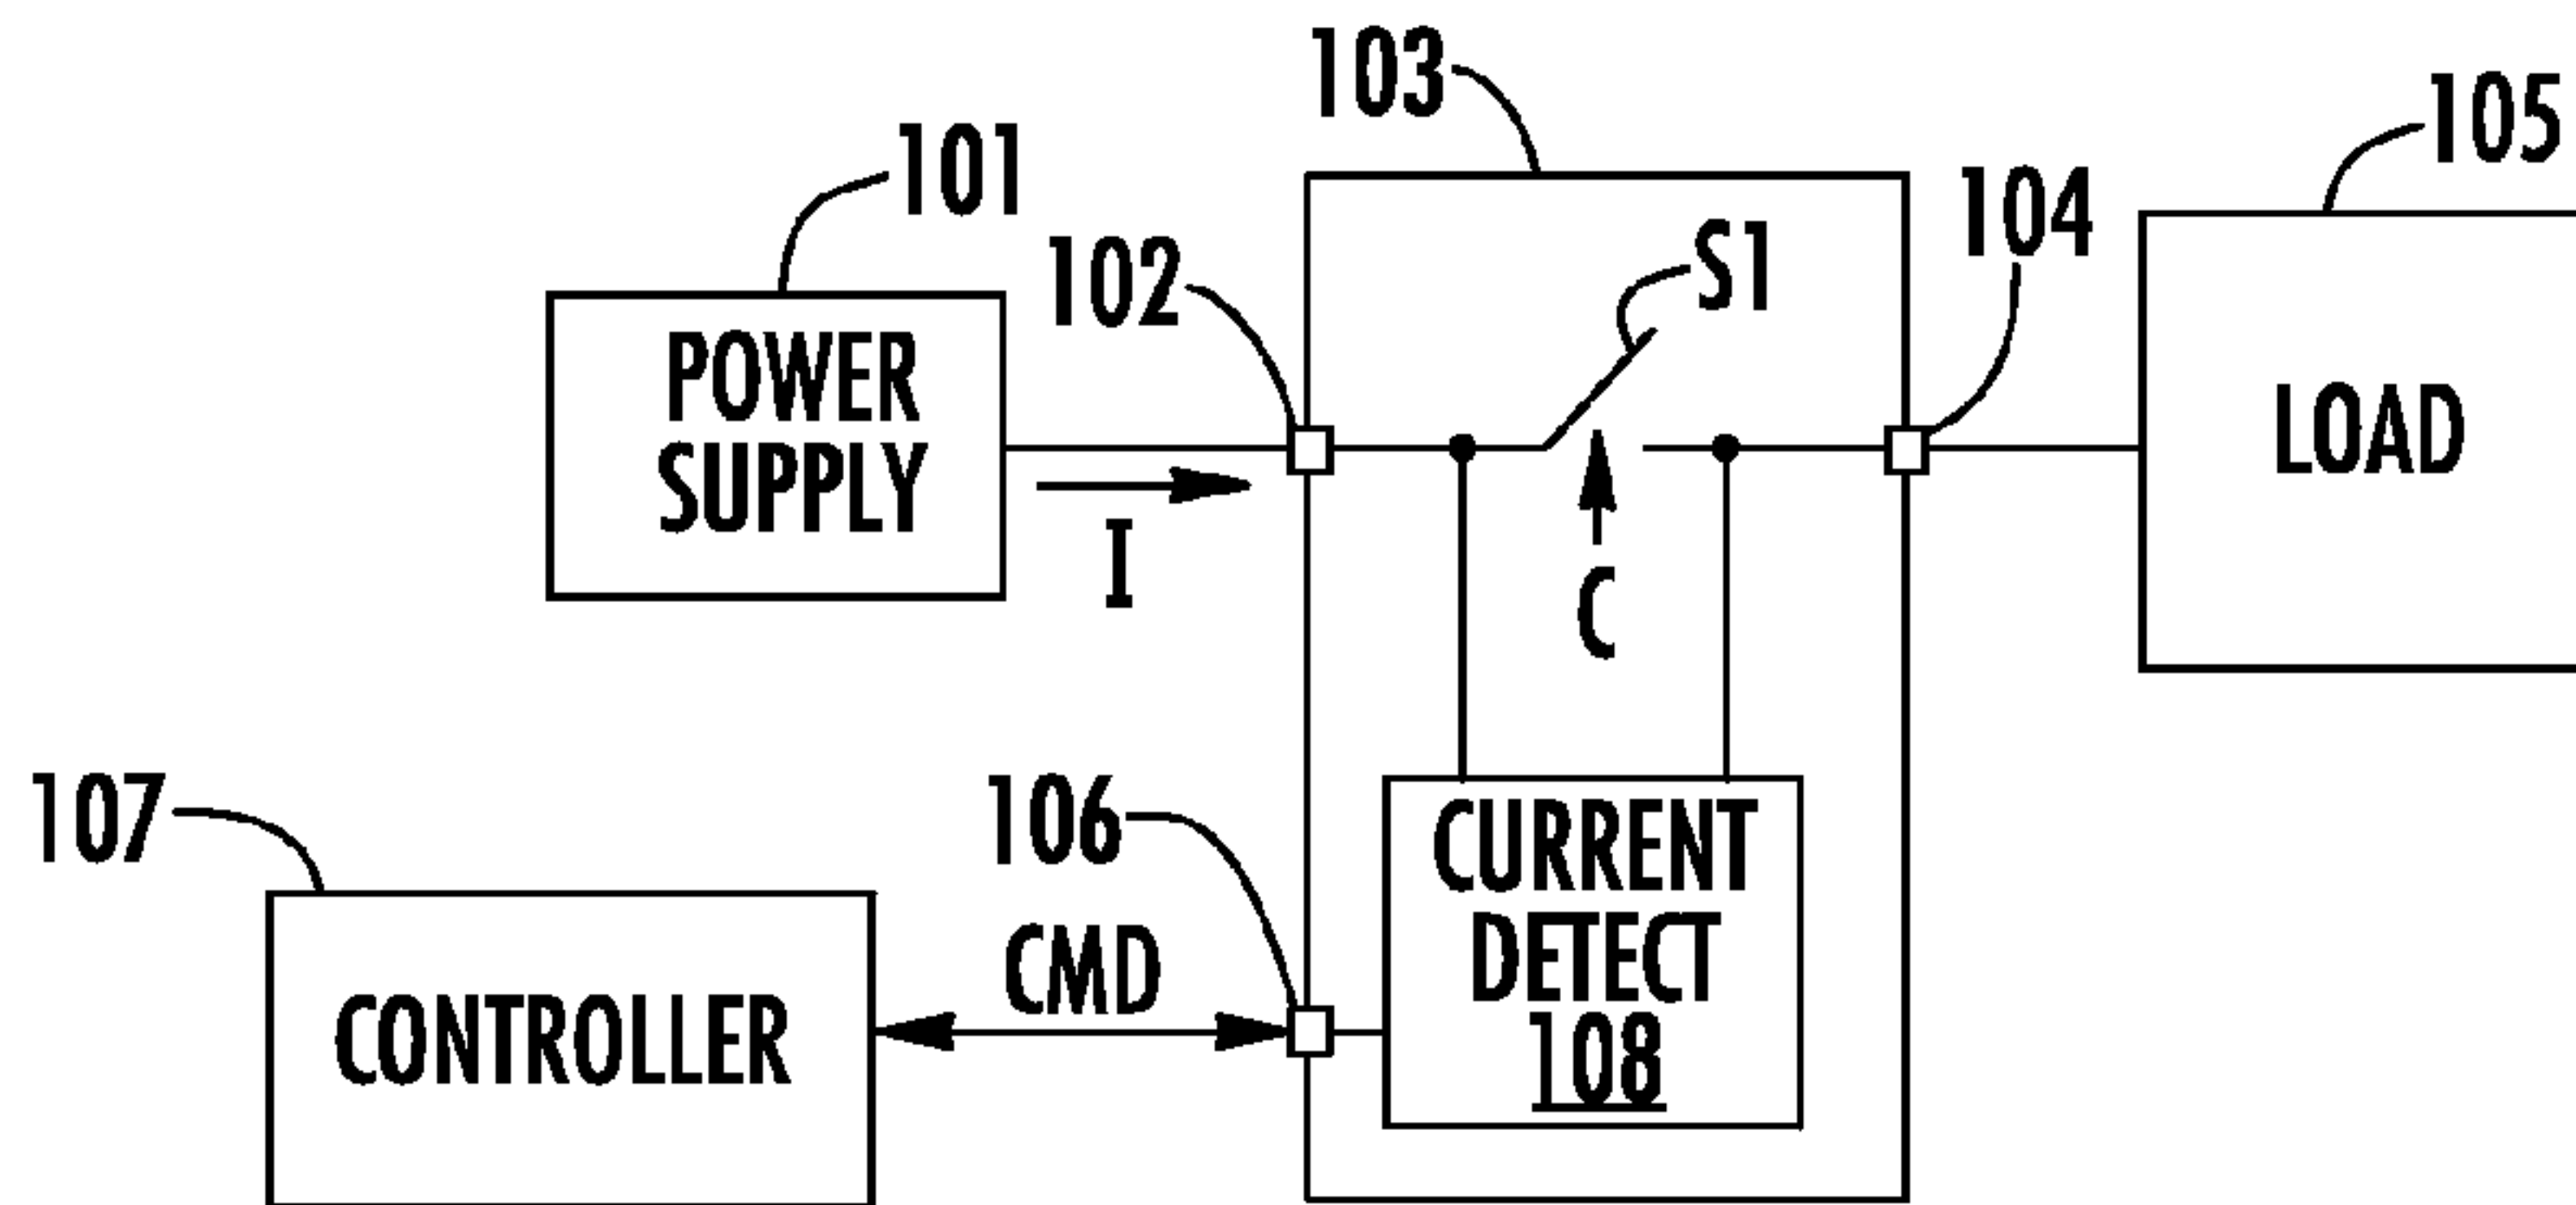 103
105
101
104
102
S1
POWER
SUPPLY
LOAD
I
C
107
106
CURRENT
DETECT
108
CMD
CONTROLLER